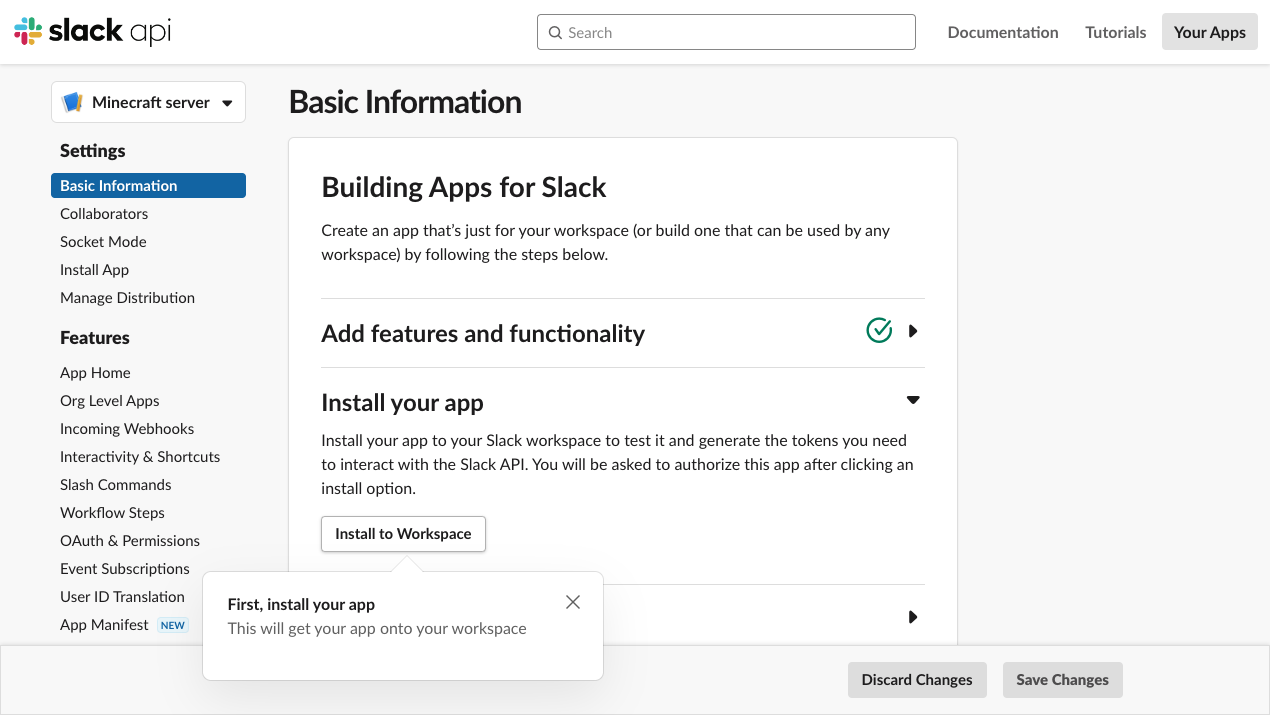 slack api
Search
Documentation
Tutorials
Your Apps
Minecraft server
Settings
Basic Information
Collaborators
Socket Mode
Install App
Manage Distribution
Features
App Home
Org Level Apps
Incoming Webhooks
Interactivity & Shortcuts
Slash Commands
Workflow Steps
OAuth & Permissions
Event Subscriptions
User ID Translation
App Manifest NEW
Basic Information
Building Apps for Slack
Create an app that’s just for your workspace (or build one that can be used by any
workspace) by following the steps below.
Add features and functionality
Install your app
Install your app to your Slack workspace to test it and generate the tokens you need
to interact with the Slack API. You will be asked to authorize this app after clicking an
install option.
Install to Workspace
First, install your app
This will get your app onto your workspace
Discard Changes
Save Changes